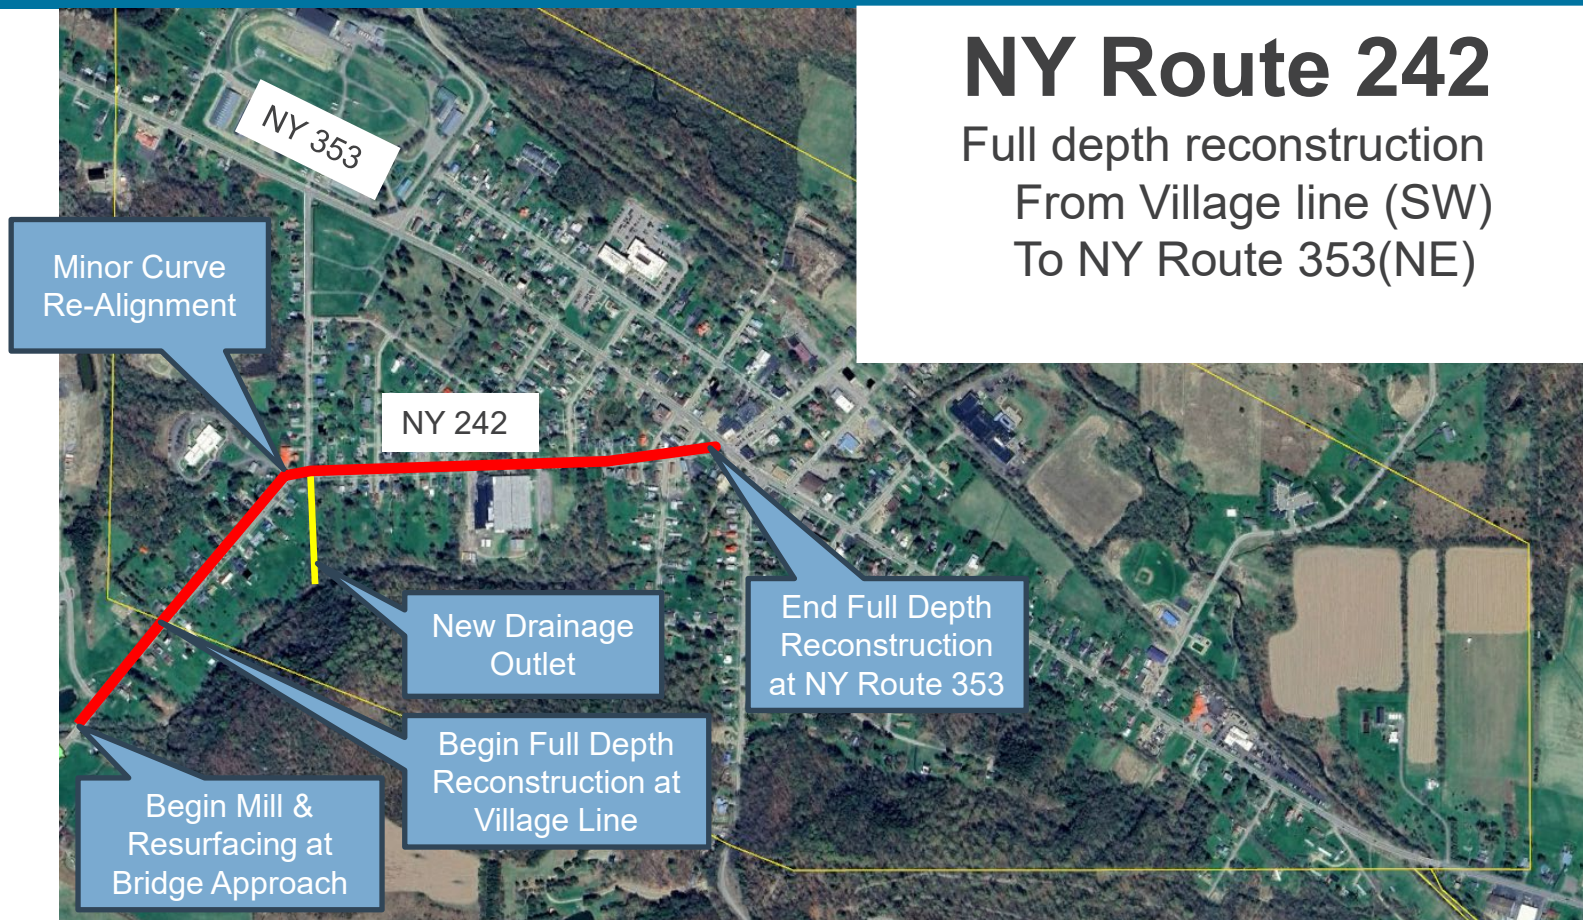 NY Route 242
Full depth reconstruction
From Village line (SW)
To NY Route 353(NE)
NY 353
Minor Curve
Re-Alignment
NY 242
New Drainage
Outlet
End Full Depth
Reconstruction
at NY Route 353
Begin Full Depth
Reconstruction at
Village Line
Begin Mill &
Resurfacing at
Bridge Approach